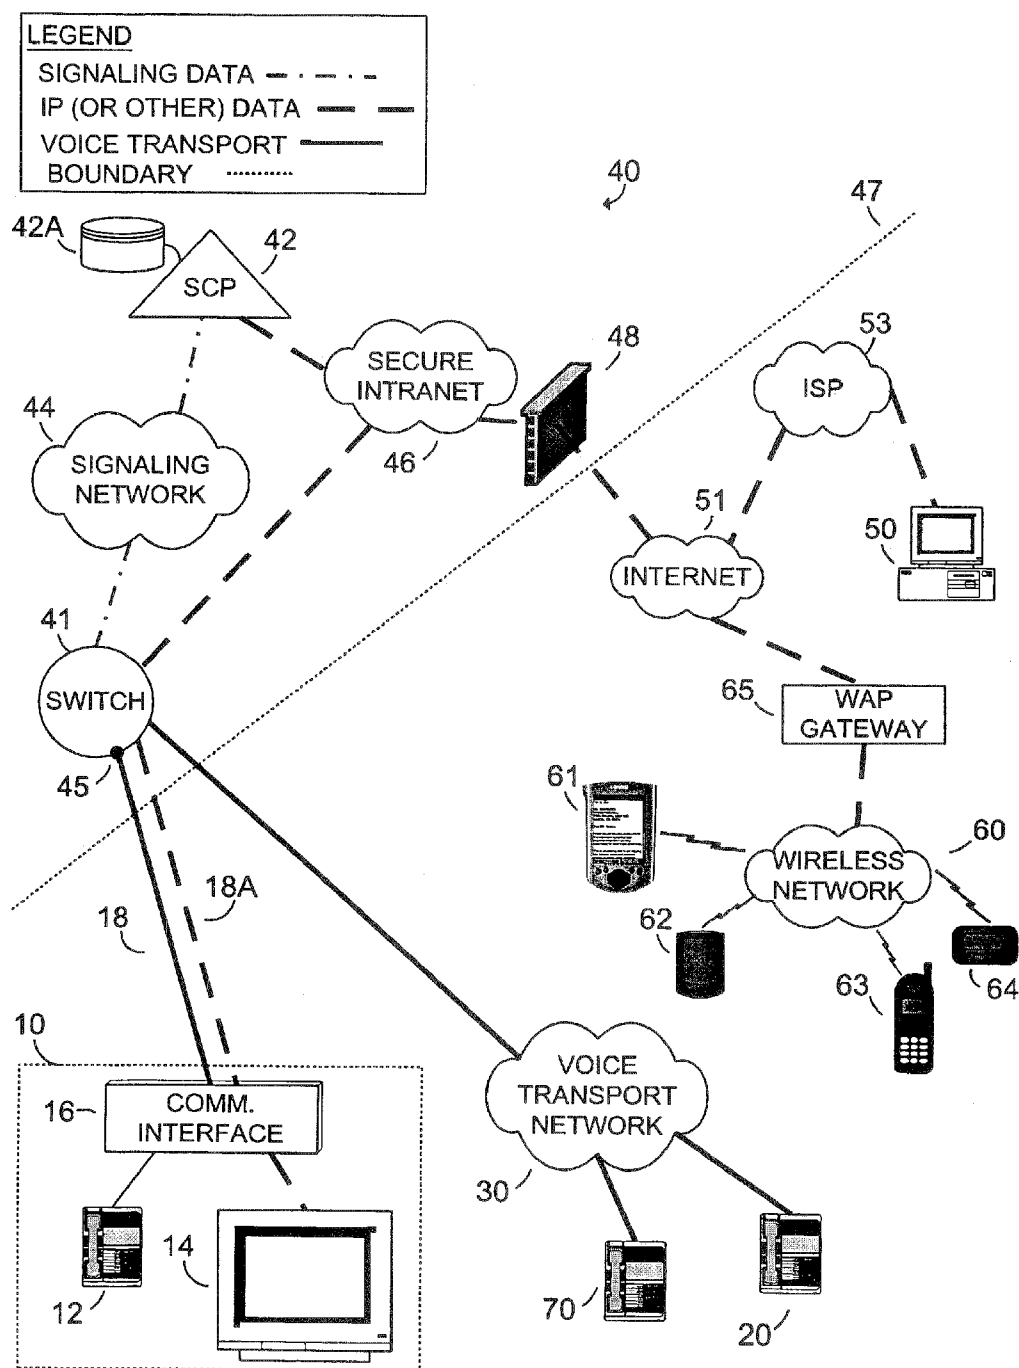 LEGEND
SIGNALING DATA
IP (OR OTHER) DATA
VOICE TRANSPORT
BOUNDARY
40
47
42A
42
SCP
48
53
SECURE
INTRANET
ISP
44
46
SIGNALING
NETWORK
51
50
INTERNET
41
SWITCH
65
WAP
GATEWAY
45
61
60
WIRELESS
NETWORK
18A
18
62
63
64
10
VOICE
TRANSPORT
NETWORK
16
COMM.
INTERFACE
30
14
12
70
20